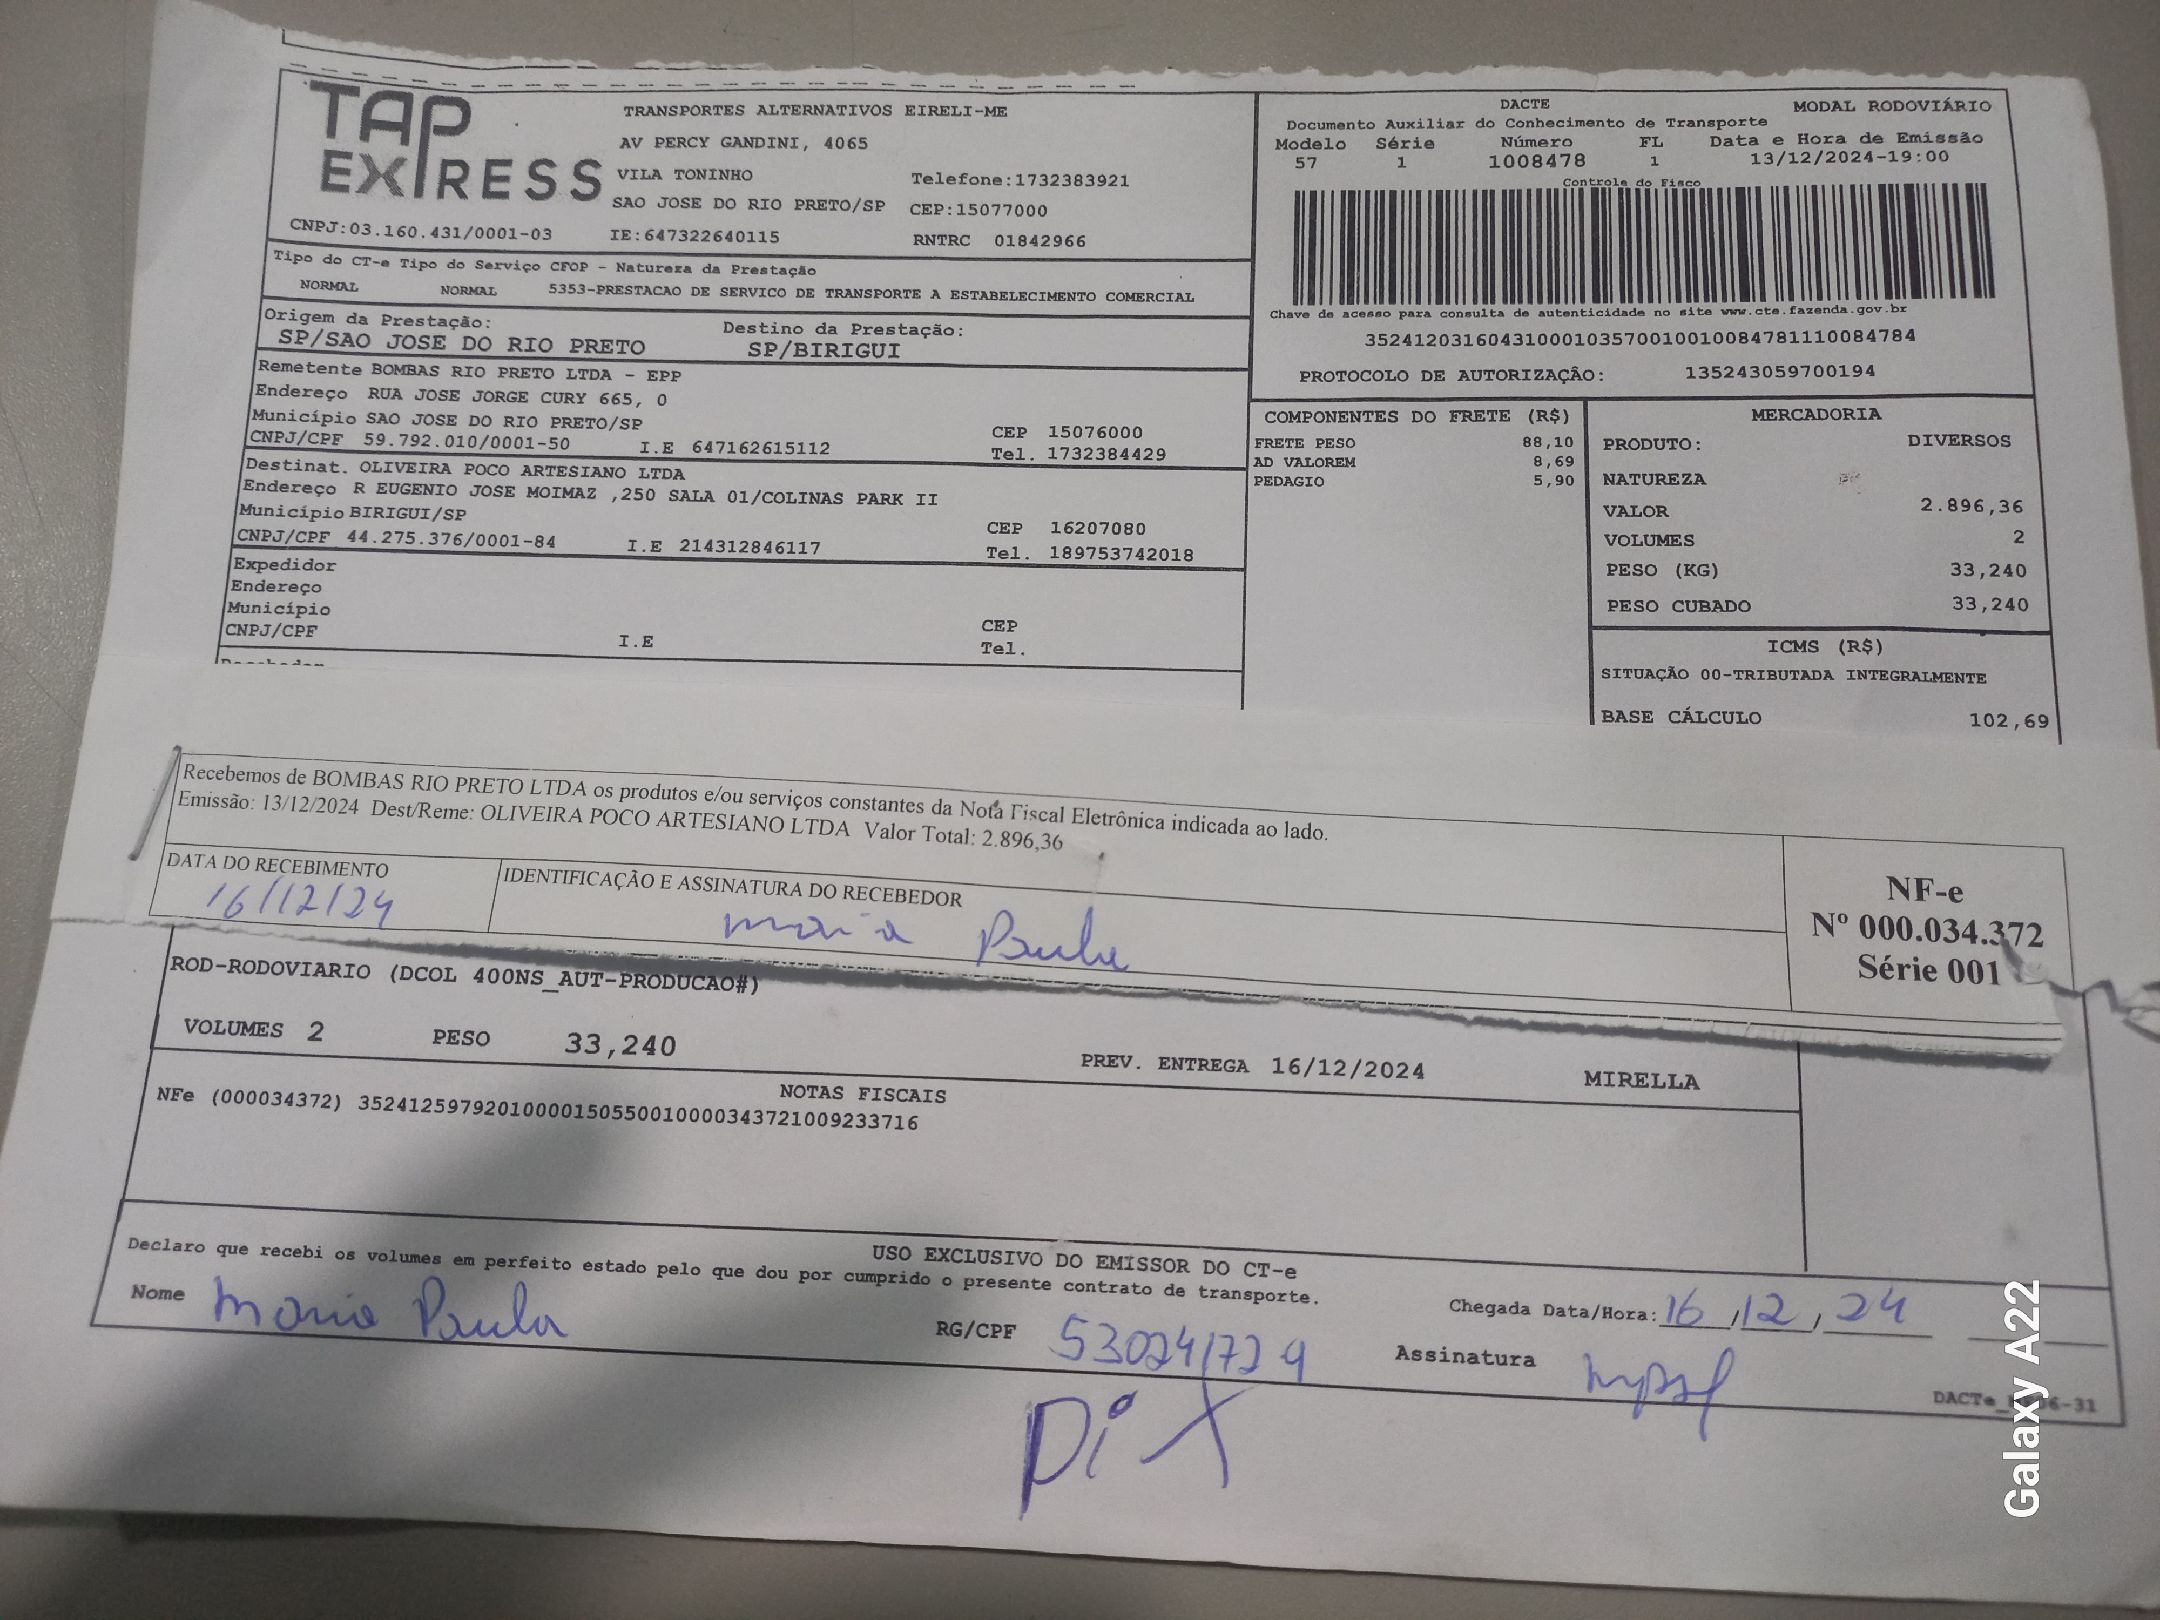 TAP EXPRESS
TRANSPORTES ALTERNATIVOS EIRELI-ME
AV PERCY GANDINI, 4065
VILA TONINHO Telefone:1732383921
SAO JOSE DO RIO PRETO/SP CEP:15077000
CNPJ:03.160.431/0001-03 IE:647322640115 RNTRC 01842966
DACTE MODAL RODOVIÁRIO
Documento Auxiliar do Conhecimento de Transporte
Modelo Série Número FL Data e Hora de Emissão
57 1 1008478 1 13/12/2024-19:00
Controle do Fisco
Chave de acesso para consulta de autenticidade no site www.cte.fazenda.gov.br
35241203160431000103570010010084781110084784
PROTOCOLO DE AUTORIZAÇÃO: 135243059700194
Tipo do CT-e Tipo do Serviço CFOP - Natureza da Prestação
NORMAL NORMAL 5353-PRESTACAO DE SERVICO DE TRANSPORTE A ESTABELECIMENTO COMERCIAL
Origem da Prestação: Destino da Prestação:
SP/SAO JOSE DO RIO PRETO SP/BIRIGUI
Remetente BOMBAS RIO PRETO LTDA - EPP
Endereço RUA JOSE JORGE CURY 665, 0
Município SAO JOSE DO RIO PRETO/SP CEP 15076000
CNPJ/CPF 59.792.010/0001-50 I.E 647162615112 Tel. 1732384429
Destinat. OLIVEIRA POCO ARTESIANO LTDA
Endereço R EUGENIO JOSE MOIMAZ ,250 SALA 01/COLINAS PARK II
Município BIRIGUI/SP CEP 16207080
CNPJ/CPF 44.275.376/0001-84 I.E 214312846117 Tel. 189753742018
Expedidor
Endereço
Município CEP
CNPJ/CPF I.E Tel.
COMPONENTES DO FRETE (R$)
FRETE PESO 88,10
AD VALOREM 8,69
PEDAGIO 5,90
MERCADORIA
PRODUTO: DIVERSOS
NATUREZA
VALOR 2.896,36
VOLUMES 2
PESO (KG) 33,240
PESO CUBADO 33,240
ICMS (R$)
SITUAÇÃO 00-TRIBUTADA INTEGRALMENTE
BASE CÁLCULO 102,69
Recebemos de BOMBAS RIO PRETO LTDA os produtos e/ou serviços constantes da Nota Fiscal Eletrônica indicada ao lado.
Emissão: 13/12/2024 Dest/Reme: OLIVEIRA POCO ARTESIANO LTDA Valor Total: 2.896,36
DATA DO RECEBIMENTO IDENTIFICAÇÃO E ASSINATURA DO RECEBEDOR
16/12/24 maria Paula
NF-e
Nº 000.034.372
Série 001
ROD-RODOVIARIO (DCOL 400NS_AUT-PRODUCAO#)
VOLUMES 2 PESO 33,240 PREV. ENTREGA 16/12/2024 MIRELLA
NOTAS FISCAIS
NFe (000034372) 35241259792010000150550010000343721009233716
USO EXCLUSIVO DO EMISSOR DO CT-e
Declaro que recebi os volumes em perfeito estado pelo que dou por cumprido o presente contrato de transporte.
Nome maria Paula RG/CPF 530241729 Chegada Data/Hora: 16/12/24
Assinatura
Pix
Galaxy A22